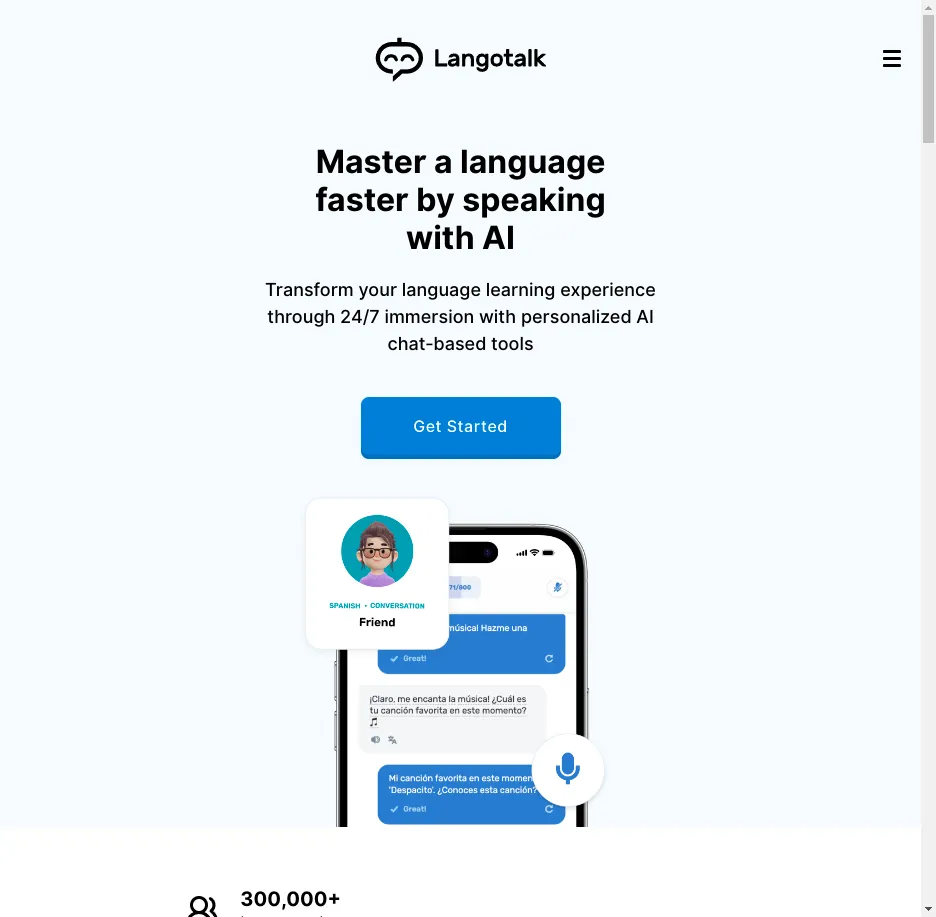 Langotalk
Master a language
faster by speaking
with AI
Transform your language learning experience
through 24/7 immersion with personalized AI
chat-based tools
Get Started
SPANISH • CONVERSATION
Friend
71/800
música! Hazme una
Great!
¡Claro, me encanta la música! ¿Cuál es
tu canción favorita en este momento?
Mi canción favorita en este momen
'Despacito'. ¿Conoces esta canción?
Great!
300,000+